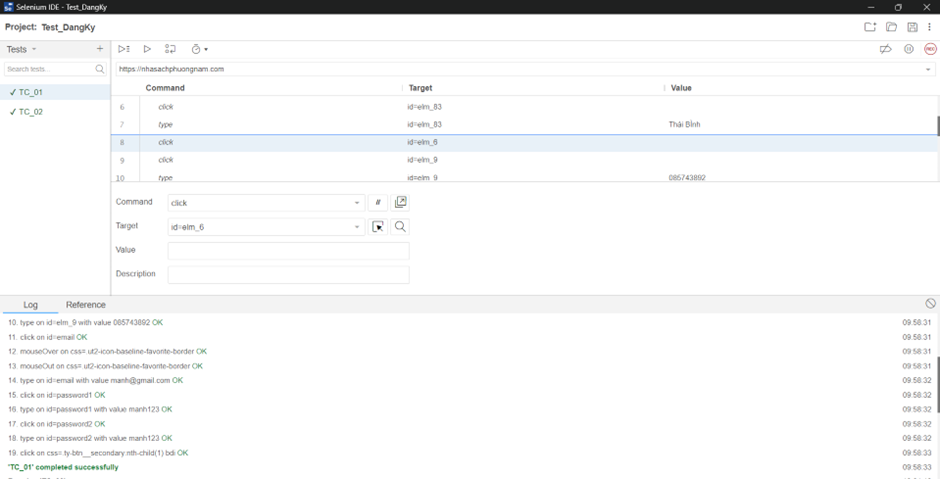 Selenium IDE - Test_DangKy
Project: Test_DangKy
Tests
Search tests...
https://nhasachphuongnam.com
✓ TC_01
✓ TC_02
Command Target Value
6 click id=elm_83
7 type id=elm_83 Thái Bình
8 click id=elm_6
9 click id=elm_9
10 type id=elm_9 085743892
Command click //
Target id=elm_6
Value
Description
Log Reference
10. type on id=elm_9 with value 085743892 OK 09:58:31
11. click on id=email OK 09:58:31
12. mouseOver on css=.ut2-icon-baseline-favorite-border OK 09:58:31
13. mouseOut on css=.ut2-icon-baseline-favorite-border OK 09:58:31
14. type on id=email with value manh@gmail.com OK 09:58:32
15. click on id=password1 OK 09:58:32
16. type on id=password1 with value manh123 OK 09:58:32
17. click on id=password2 OK 09:58:32
18. type on id=password2 with value manh123 OK 09:58:32
19. click on css=.ty-btn__secondary:nth-child(1) bdi OK 09:58:33
'TC_01' completed successfully 09:58:33